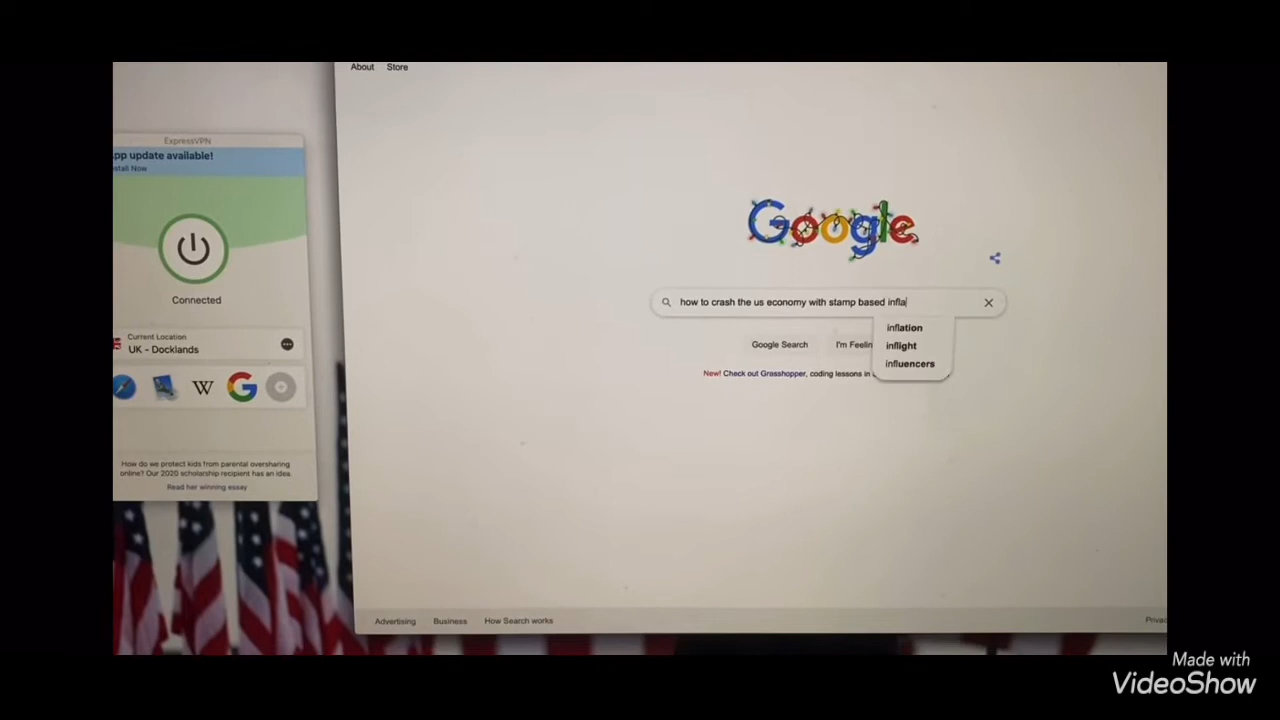 About Store
ExpressVPN
pp update available!
stall Now
Connected
Current Location
UK - Docklands
How do we protect kids from parental oversharing
online? Our 2020 scholarship recipient has an idea.
Read her winning essay
Google
how to crash the us economy with stamp based infla
inflation
inflight
influencers
Google Search I'm Feelin
New! Check out Grasshopper, coding lessons in
Advertising Business How Search works
Privac
Made with
VideoShow